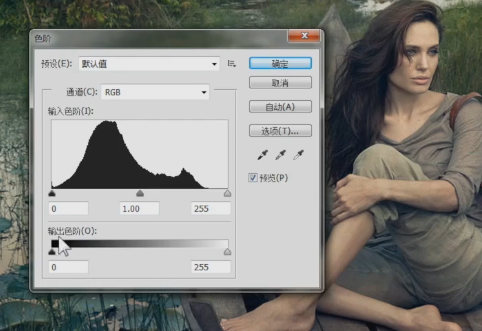 色阶
预设(E): 默认值
确定
取消
通道(C): RGB
自动(A)
输入色阶(I):
选项(T)...
预览(P)
0 1.00 255
输出色阶(O):
0 255